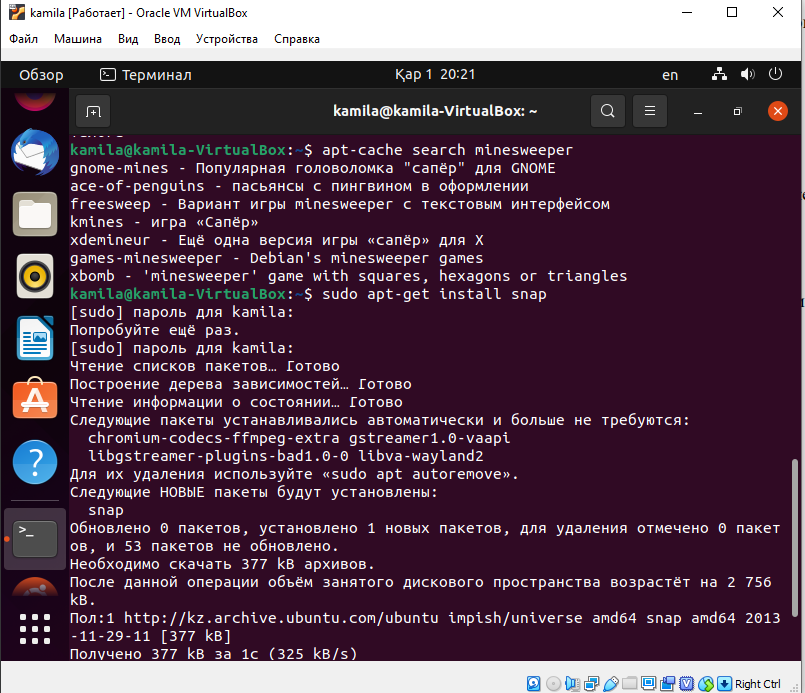 kamila [Работает] - Oracle VM VirtualBox
Файл Машина Вид Ввод Устройства Справка
Обзор Терминал Қар 1 20:21 en
kamila@kamila-VirtualBox: ~
kamila@kamila-VirtualBox:~$ apt-cache search minesweeper
gnome-mines - Популярная головоломка "сапёр" для GNOME
ace-of-penguins - пасьянсы с пингвином в оформлении
freesweep - Вариант игры minesweeper с текстовым интерфейсом
kmines - игра «Сапёр»
xdemineur - Ещё одна версия игры «сапёр» для X
games-minesweeper - Debian's minesweeper games
xbomb - 'minesweeper' game with squares, hexagons or triangles
kamila@kamila-VirtualBox:~$ sudo apt-get install snap
[sudo] пароль для kamila:
Попробуйте ещё раз.
[sudo] пароль для kamila:
Чтение списков пакетов… Готово
Построение дерева зависимостей… Готово
Чтение информации о состоянии… Готово
Следующие пакеты устанавливались автоматически и больше не требуются:
chromium-codecs-ffmpeg-extra gstreamer1.0-vaapi
libgstreamer-plugins-bad1.0-0 libva-wayland2
Для их удаления используйте «sudo apt autoremove».
Следующие НОВЫЕ пакеты будут установлены:
snap
Обновлено 0 пакетов, установлено 1 новых пакетов, для удаления отмечено 0 пакет
ов, и 53 пакетов не обновлено.
Необходимо скачать 377 kB архивов.
После данной операции объём занятого дискового пространства возрастёт на 2 756
kB.
Пол:1 http://kz.archive.ubuntu.com/ubuntu impish/universe amd64 snap amd64 2013
-11-29-11 [377 kB]
Получено 377 kB за 1с (325 kB/s)
Right Ctrl